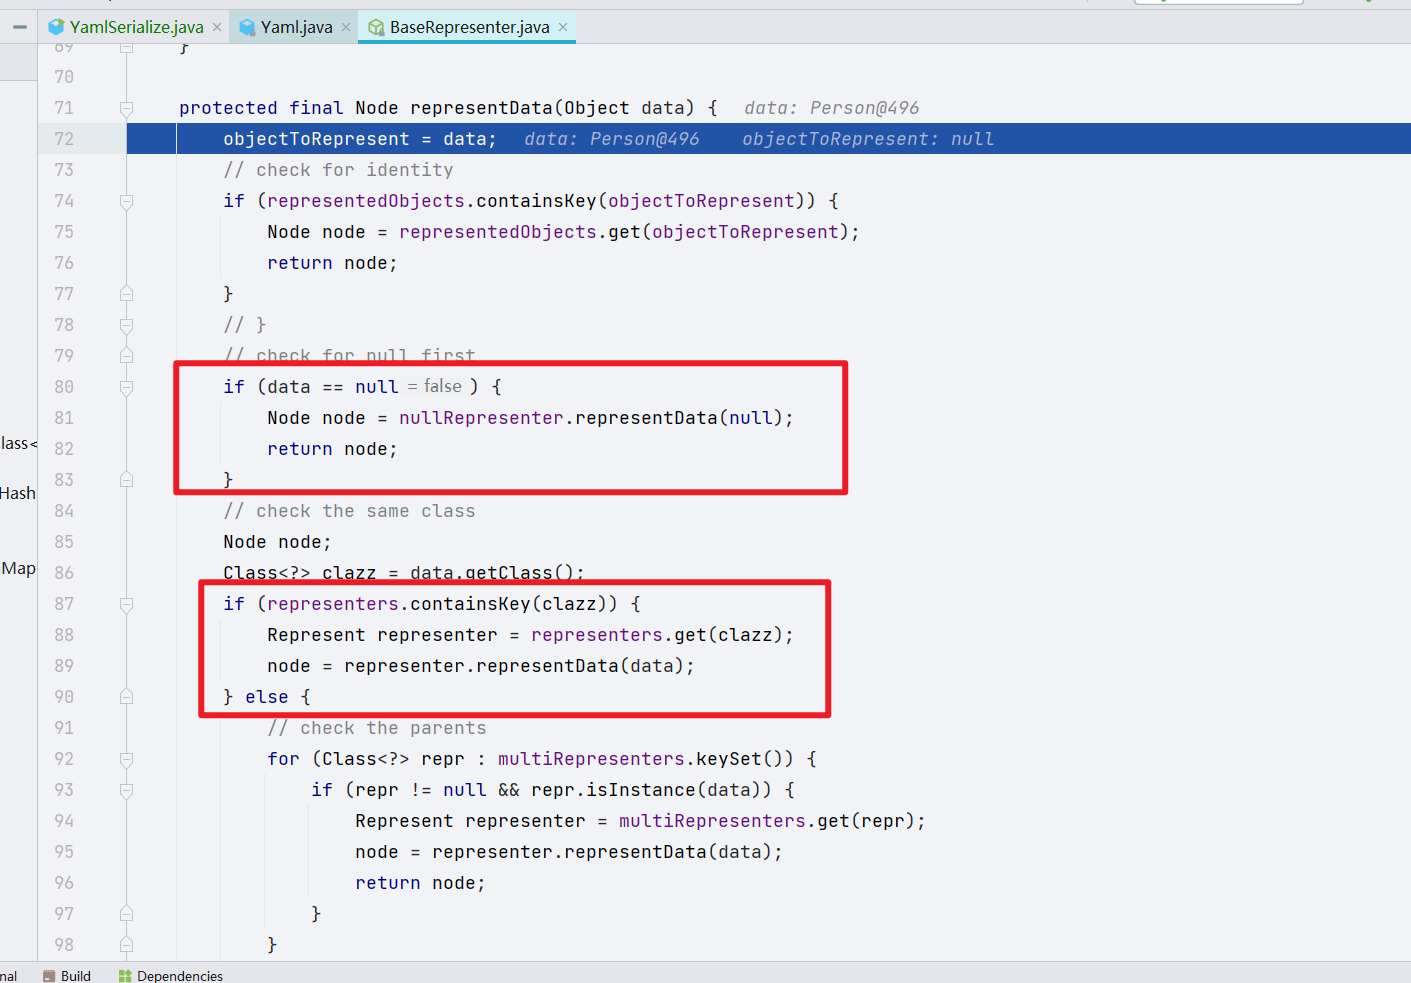 YamlSerialize.java
Yaml.java
BaseRepresenter.java
69 }
70
71 protected final Node representData(Object data) { data: Person@496
72 objectToRepresent = data; data: Person@496 objectToRepresent: null
73 // check for identity
74 if (representedObjects.containsKey(objectToRepresent)) {
75 Node node = representedObjects.get(objectToRepresent);
76 return node;
77 }
78 // }
79 // check for null first
80 if (data == null = false ) {
81 Node node = nullRepresenter.representData(null);
82 return node;
83 }
84 // check the same class
85 Node node;
86 Class<?> clazz = data.getClass();
87 if (representers.containsKey(clazz)) {
88 Represent representer = representers.get(clazz);
89 node = representer.representData(data);
90 } else {
91 // check the parents
92 for (Class<?> repr : multiRepresenters.keySet()) {
93 if (repr != null && repr.isInstance(data)) {
94 Represent representer = multiRepresenters.get(repr);
95 node = representer.representData(data);
96 return node;
97 }
98 }
lass<
Hash
Map
nal
Build
Dependencies